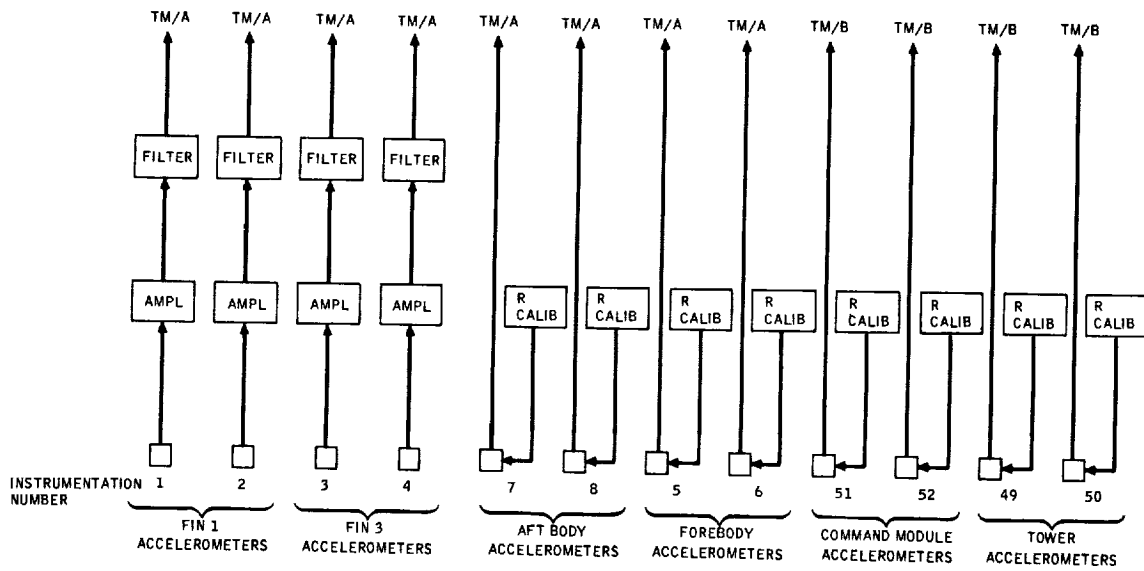 TM/A TM/A TM/A TM/A TM/A TM/A TM/A TM/A TM/B TM/B TM/B TM/B
FILTER FILTER FILTER FILTER
AMPL AMPL AMPL AMPL
R CALIB R CALIB R CALIB R CALIB R CALIB R CALIB R CALIB R CALIB
INSTRUMENTATION NUMBER 1 2 3 4 7 8 5 6 51 52 49 50
FIN 1 ACCELEROMETERS
FIN 3 ACCELEROMETERS
AFT BODY ACCELEROMETERS
FOREBODY ACCELEROMETERS
COMMAND MODULE ACCELEROMETERS
TOWER ACCELEROMETERS